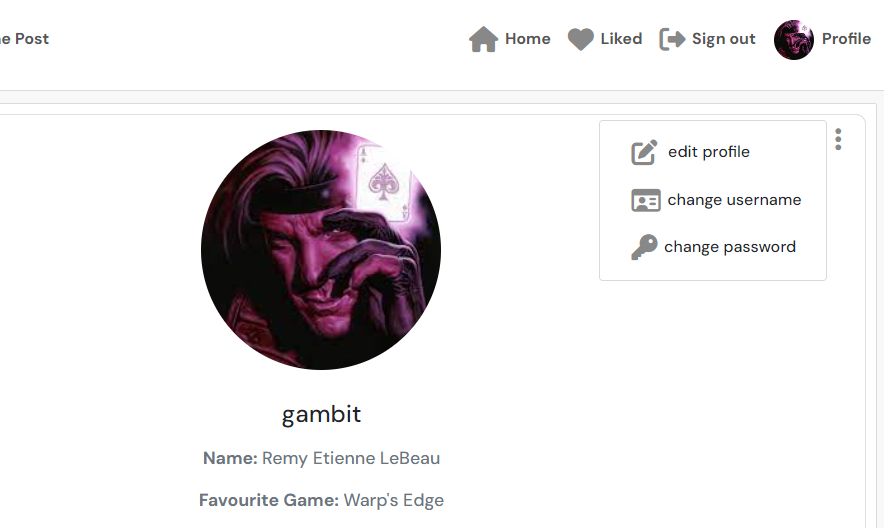 e Post
Home
Liked
Sign out
Profile
edit profile
change username
change password
gambit
Name: Remy Etienne LeBeau
Favourite Game: Warp's Edge